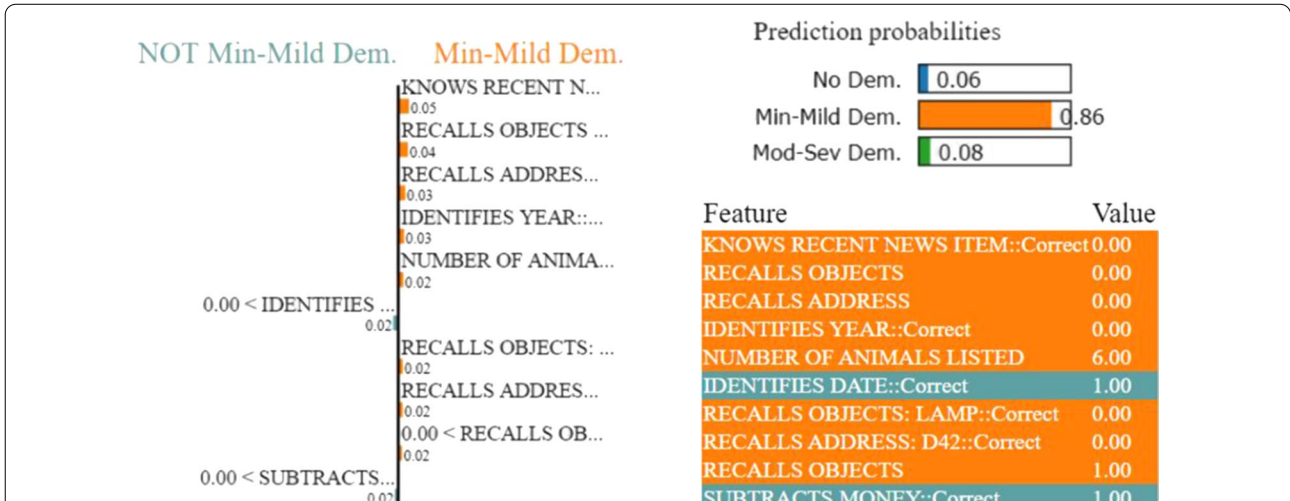 NOT Min-Mild Dem. Min-Mild Dem.
KNOWS RECENT N...
0.05
RECALLS OBJECTS ...
0.04
RECALLS ADDRES...
0.03
IDENTIFIES YEAR::...
0.03
NUMBER OF ANIMA...
0.02
0.00 < IDENTIFIES ...
0.02
RECALLS OBJECTS: ...
0.02
RECALLS ADDRES...
0.02
0.00 < RECALLS OB...
0.02
0.00 < SUBTRACTS...
0.02
Prediction probabilities
No Dem. 0.06
Min-Mild Dem. 0.86
Mod-Sev Dem. 0.08
Feature Value
KNOWS RECENT NEWS ITEM::Correct 0.00
RECALLS OBJECTS 0.00
RECALLS ADDRESS 0.00
IDENTIFIES YEAR::Correct 0.00
NUMBER OF ANIMALS LISTED 6.00
IDENTIFIES DATE::Correct 1.00
RECALLS OBJECTS: LAMP::Correct 0.00
RECALLS ADDRESS: D42::Correct 0.00
RECALLS OBJECTS 1.00
SUBTRACTS MONEY::Correct 1.00